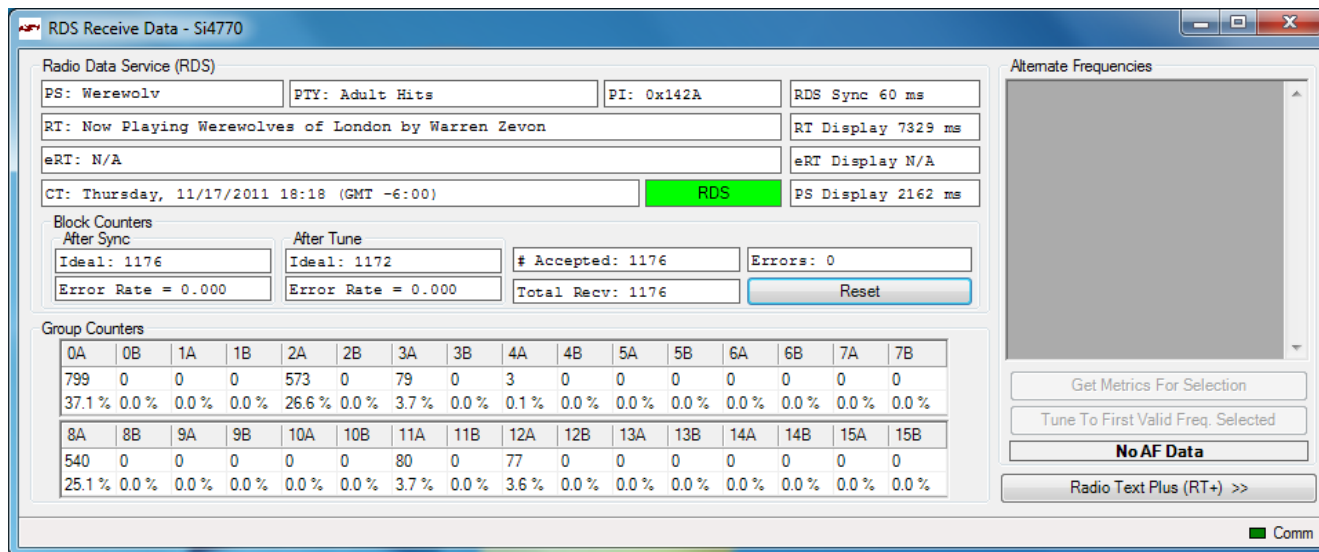 RDS Receive Data - Si4770
Radio Data Service (RDS)
PS: Werewolv PTY: Adult Hits PI: 0x142A RDS Sync 60 ms
RT: Now Playing Werewolves of London by Warren Zevon RT Display 7329 ms
eRT: N/A eRT Display N/A
CT: Thursday, 11/17/2011 18:18 (GMT -6:00) RDS PS Display 2162 ms
Block Counters
After Sync After Tune
Ideal: 1176 Ideal: 1172 # Accepted: 1176 Errors: 0
Error Rate = 0.000 Error Rate = 0.000 Total Recv: 1176 Reset
Group Counters
0A 0B 1A 1B 2A 2B 3A 3B 4A 4B 5A 5B 6A 6B 7A 7B
799 0 0 0 573 0 79 0 3 0 0 0 0 0 0 0
37.1 % 0.0 % 0.0 % 0.0 % 26.6 % 0.0 % 3.7 % 0.0 % 0.1 % 0.0 % 0.0 % 0.0 % 0.0 % 0.0 % 0.0 % 0.0 %
8A 8B 9A 9B 10A 10B 11A 11B 12A 12B 13A 13B 14A 14B 15A 15B
540 0 0 0 0 0 80 0 77 0 0 0 0 0 0 0
25.1 % 0.0 % 0.0 % 0.0 % 0.0 % 0.0 % 3.7 % 0.0 % 3.6 % 0.0 % 0.0 % 0.0 % 0.0 % 0.0 % 0.0 % 0.0 %
Alternate Frequencies
Get Metrics For Selection
Tune To First Valid Freq. Selected
No AF Data
Radio Text Plus (RT+) >>
Comm